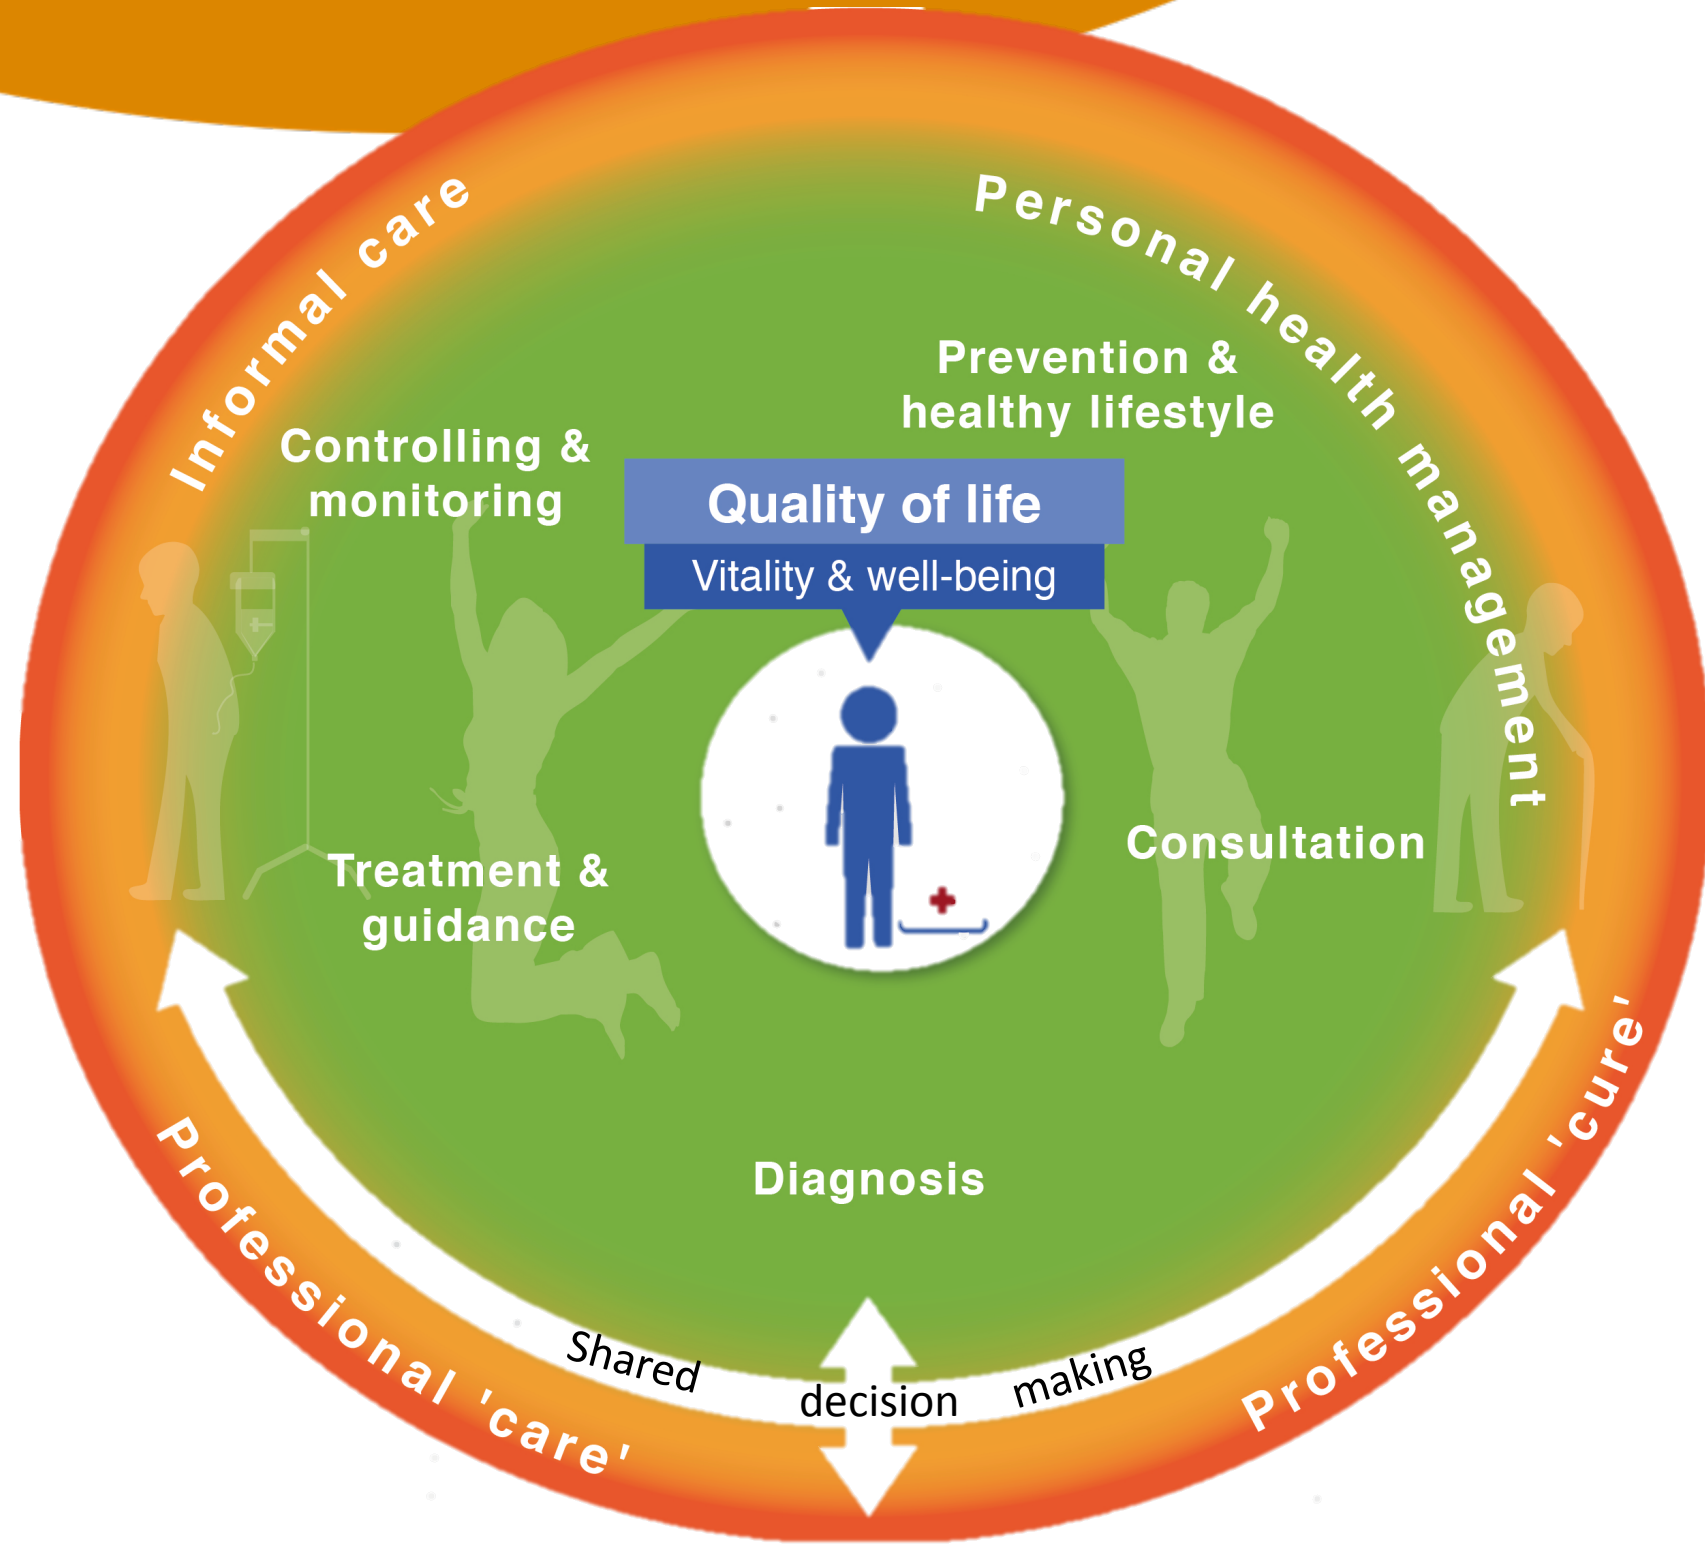 Informal care
Personal health management
Prevention &
healthy lifestyle
Controlling &
monitoring
Quality of life
Vitality & well-being
Consultation
Treatment &
guidance
Diagnosis
Shared decision making
Professional 'care'
Professional 'cure'